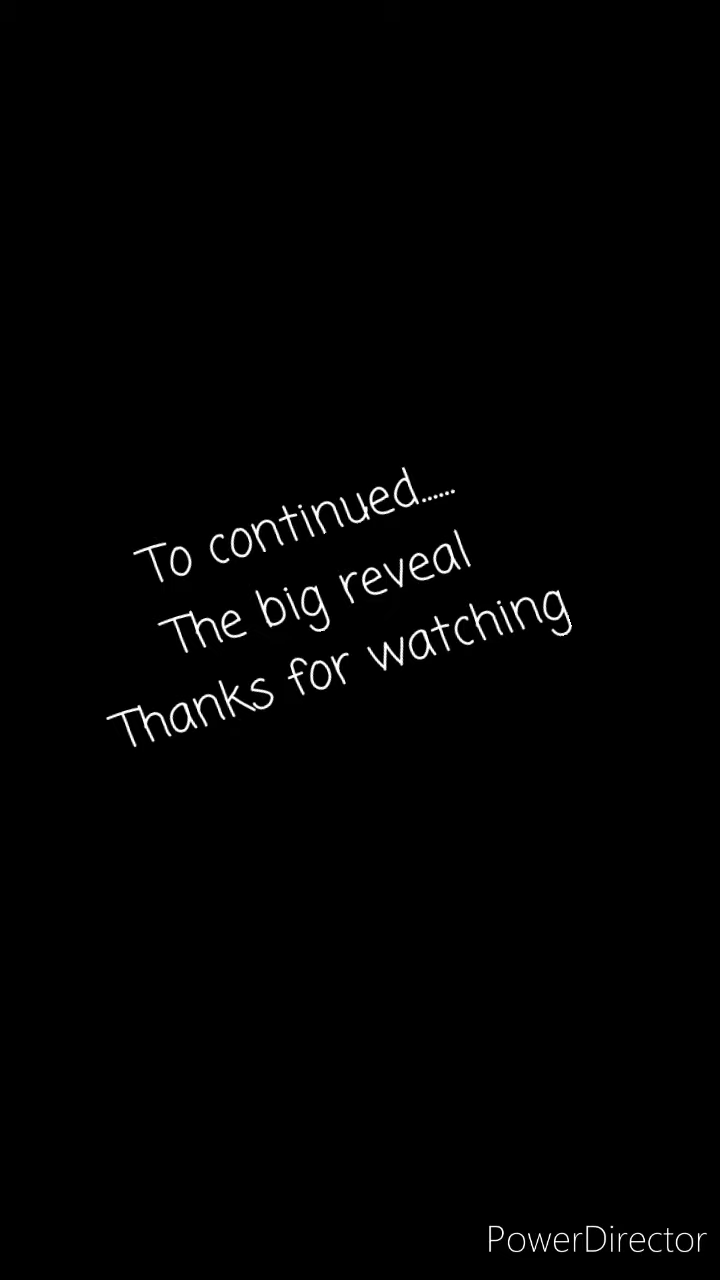 To continued......
The big reveal
Thanks for watching
PowerDirector